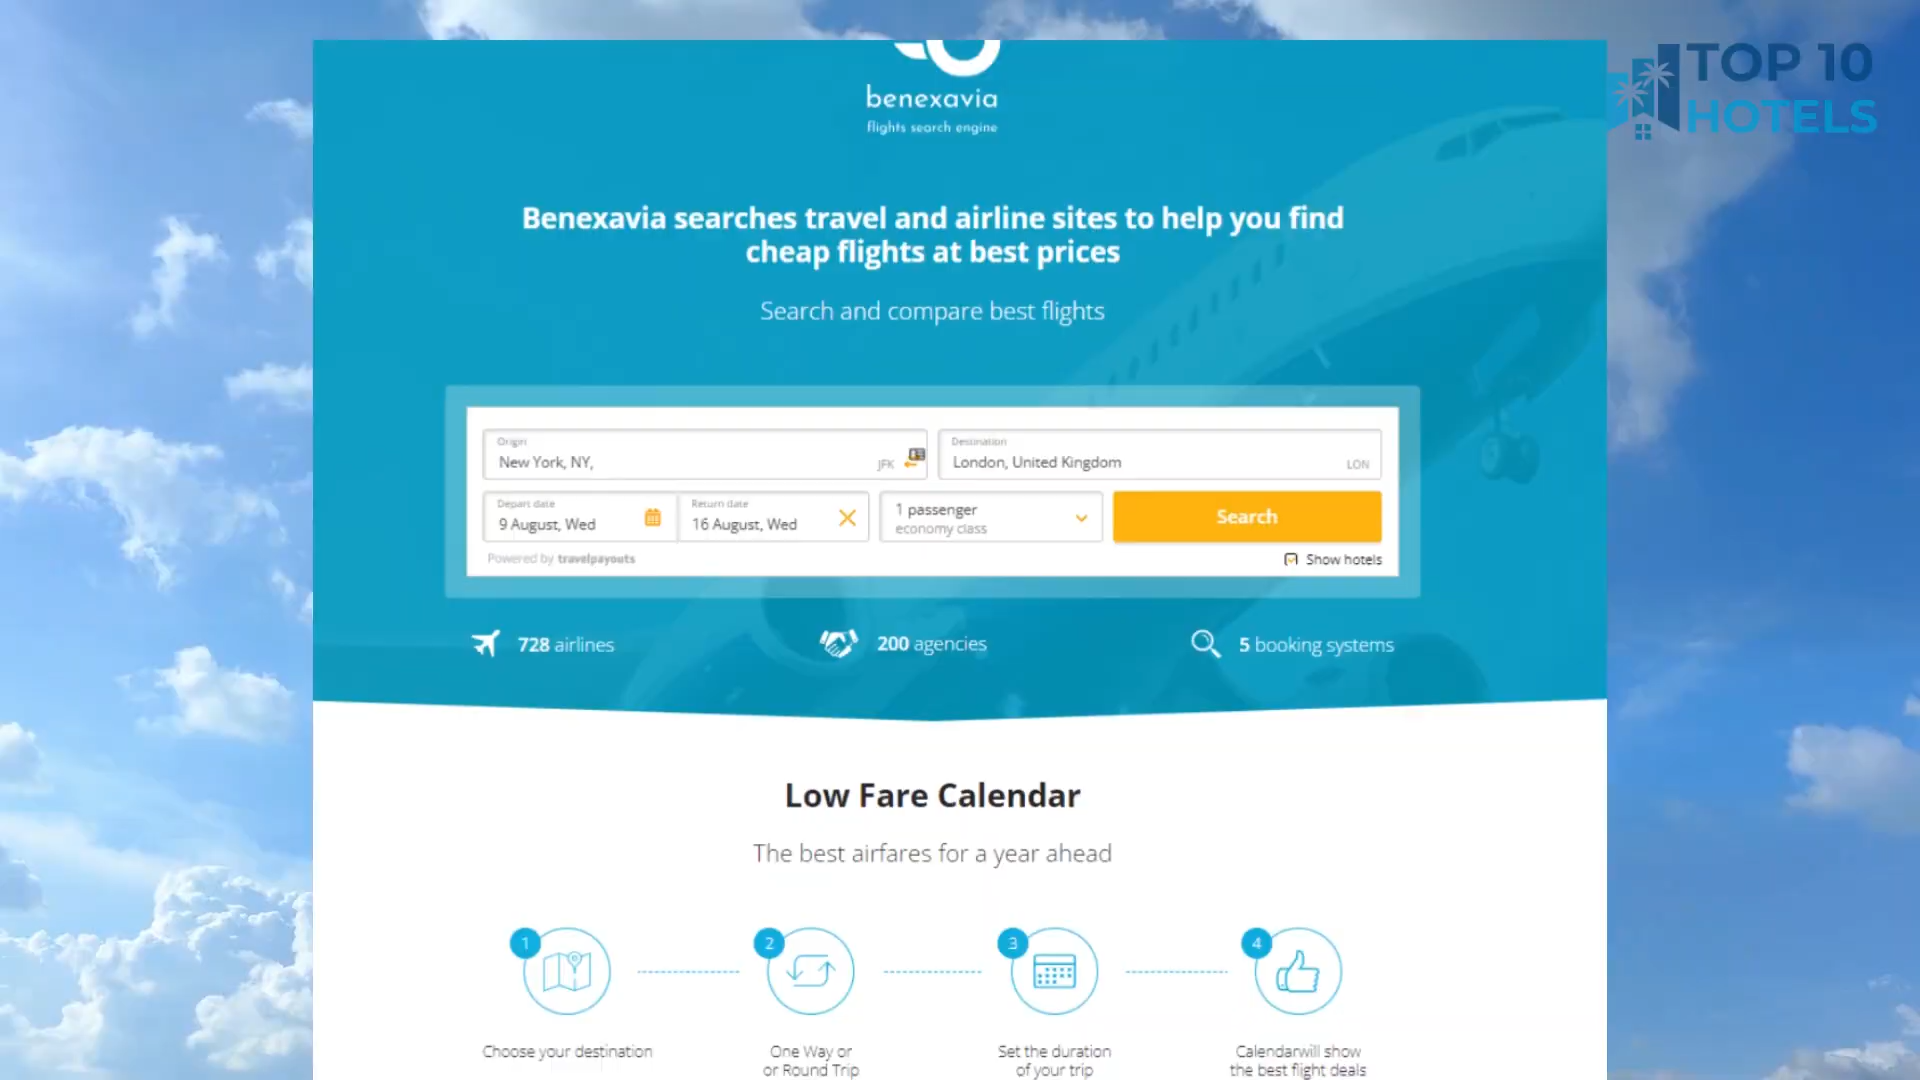 TOP 10
HOTELS
benexavia
flights search engine
Benexavia searches travel and airline sites to help you find
cheap flights at best prices
Search and compare best flights
Origin
New York, NY,
JFK
Destination
London, United Kingdom
LON
Depart date
9 August, Wed
Return date
16 August, Wed
1 passenger
economy class
Search
Powered by travelpayouts
Show hotels
728 airlines
200 agencies
5 booking systems
Low Fare Calendar
The best airfares for a year ahead
1
2
3
4
Choose your destination
One Way or
or Round Trip
Set the duration
of your trip
Calendarwill show
the best flight deals